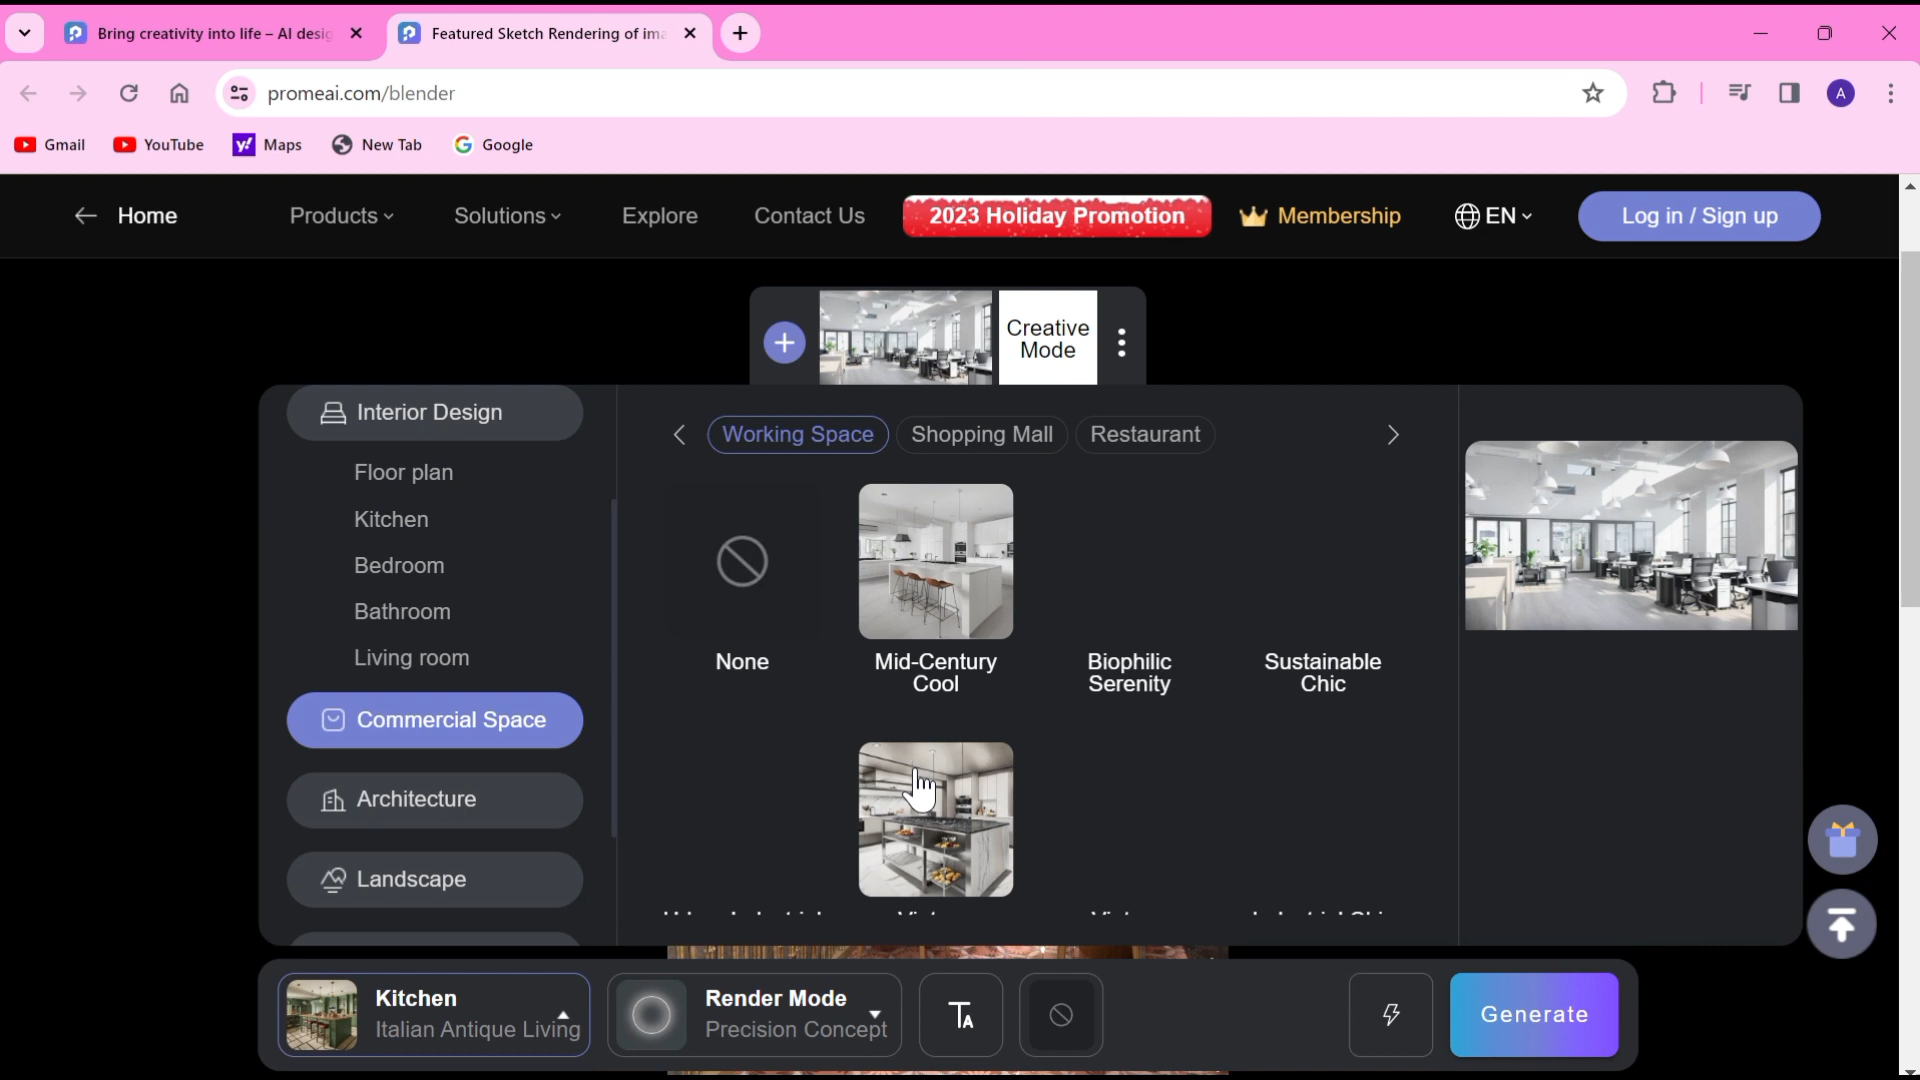 Bring creativity into life – AI desig
Featured Sketch Rendering of ima
promeai.com/blender
A
Gmail
YouTube
Maps
New Tab
Google
Home
Products
Solutions
Explore
Contact Us
2023 Holiday Promotion
Membership
EN
Log in / Sign up
Creative
Mode
Interior Design
Working Space
Shopping Mall
Restaurant
Floor plan
Kitchen
Bedroom
Bathroom
Living room
None
Mid-Century
Cool
Biophilic
Serenity
Sustainable
Chic
Commercial Space
Architecture
Landscape
Kitchen
Italian Antique Living
Render Mode
Precision Concept
Generate